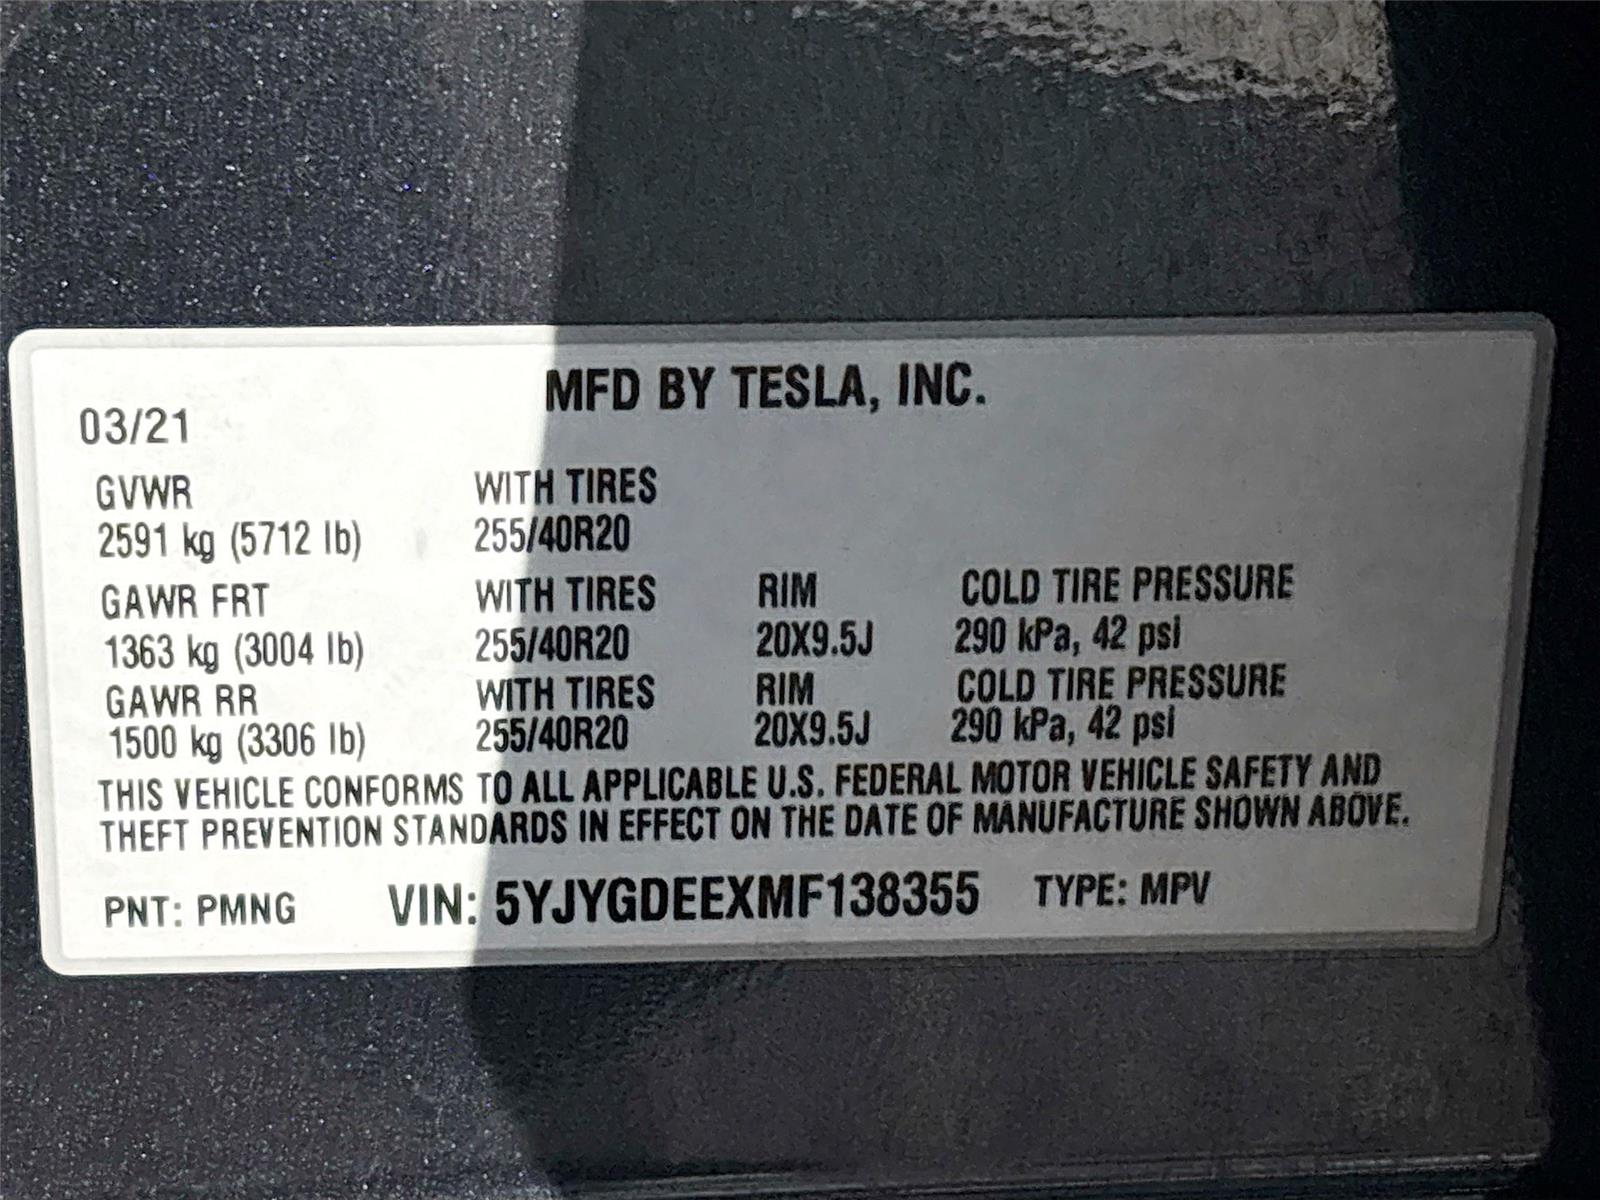 MFD BY TESLA, INC.
03/21
GVWR WITH TIRES
2591 kg (5712 lb) 255/40R20
GAWR FRT WITH TIRES RIM COLD TIRE PRESSURE
1363 kg (3004 lb) 255/40R20 20X9.5J 290 kPa, 42 psi
GAWR RR WITH TIRES RIM COLD TIRE PRESSURE
1500 kg (3306 lb) 255/40R20 20X9.5J 290 kPa, 42 psi
THIS VEHICLE CONFORMS TO ALL APPLICABLE U.S. FEDERAL MOTOR VEHICLE SAFETY AND
THEFT PREVENTION STANDARDS IN EFFECT ON THE DATE OF MANUFACTURE SHOWN ABOVE.
PNT: PMNG VIN: 5YJYGDEEXMF138355 TYPE: MPV